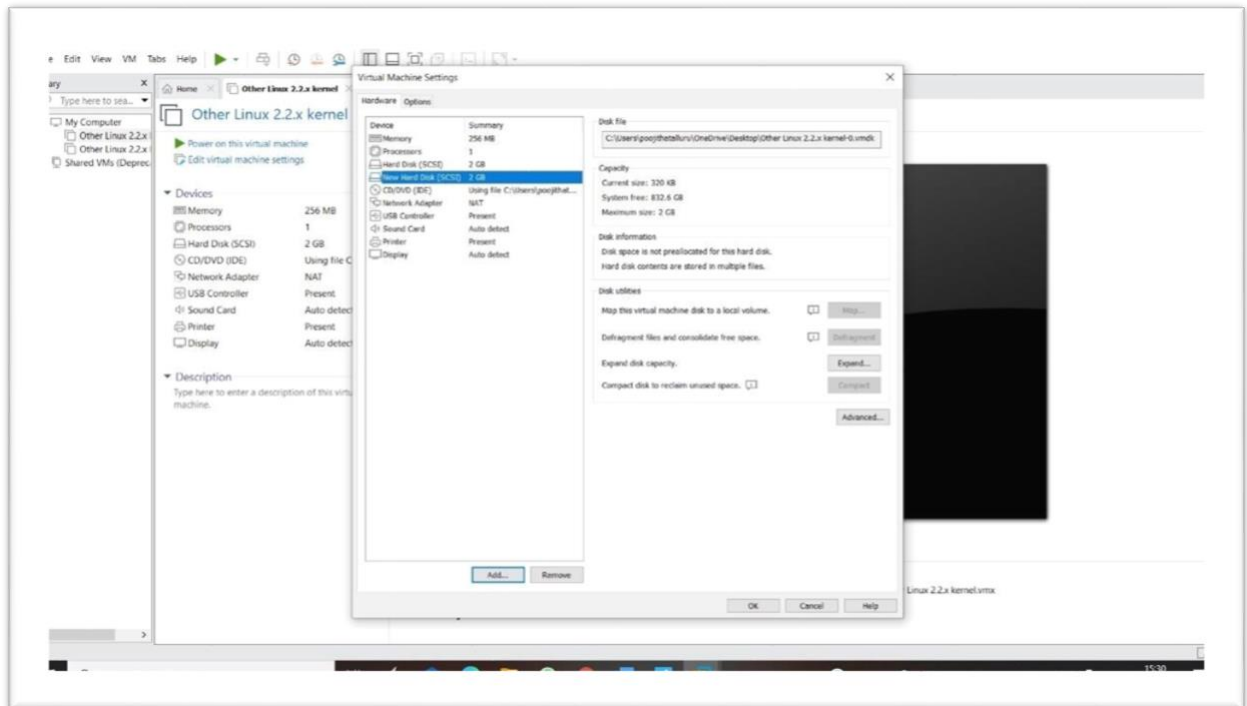 e Edit View VM Tabs Help
ary X
Type here to sea...
My Computer
Other Linux 2.2.x
Other Linux 2.2.x
Shared VMs (Deprec
Home Other Linux 2.2.x kernel
Other Linux 2.2.x kernel
Power on this virtual machine
Edit virtual machine settings
Devices
Memory 256 MB
Processors 1
Hard Disk (SCSI) 2 GB
CD/DVD (IDE) Using file C
Network Adapter NAT
USB Controller Present
Sound Card Auto detec
Printer Present
Display Auto detec
Description
Type here to enter a description of this virtu
machine.
Virtual Machine Settings
Hardware Options
Device Summary
Memory 256 MB
Processors 1
Hard Disk (SCSI) 2 GB
New Hard Disk (SCSI) 2 GB
CD/DVD (IDE) Using file C:\Users\poojithat...
Network Adapter NAT
USB Controller Present
Sound Card Auto detect
Printer Present
Display Auto detect
Add... Remove
Disk file
C:\Users\poojithatalluru\OneDrive\Desktop\Other Linux 2.2.x kernel-0.vmdk
Capacity
Current size: 320 KB
System free: 832.6 GB
Maximum size: 2 GB
Disk information
Disk space is not preallocated for this hard disk.
Hard disk contents are stored in multiple files.
Disk utilities
Map this virtual machine disk to a local volume. Map...
Defragment files and consolidate free space. Defragment
Expand disk capacity. Expand...
Compact disk to reclaim unused space. Compact
Advanced...
OK Cancel Help
Linux 2.2.x kernel.vmx
15:30